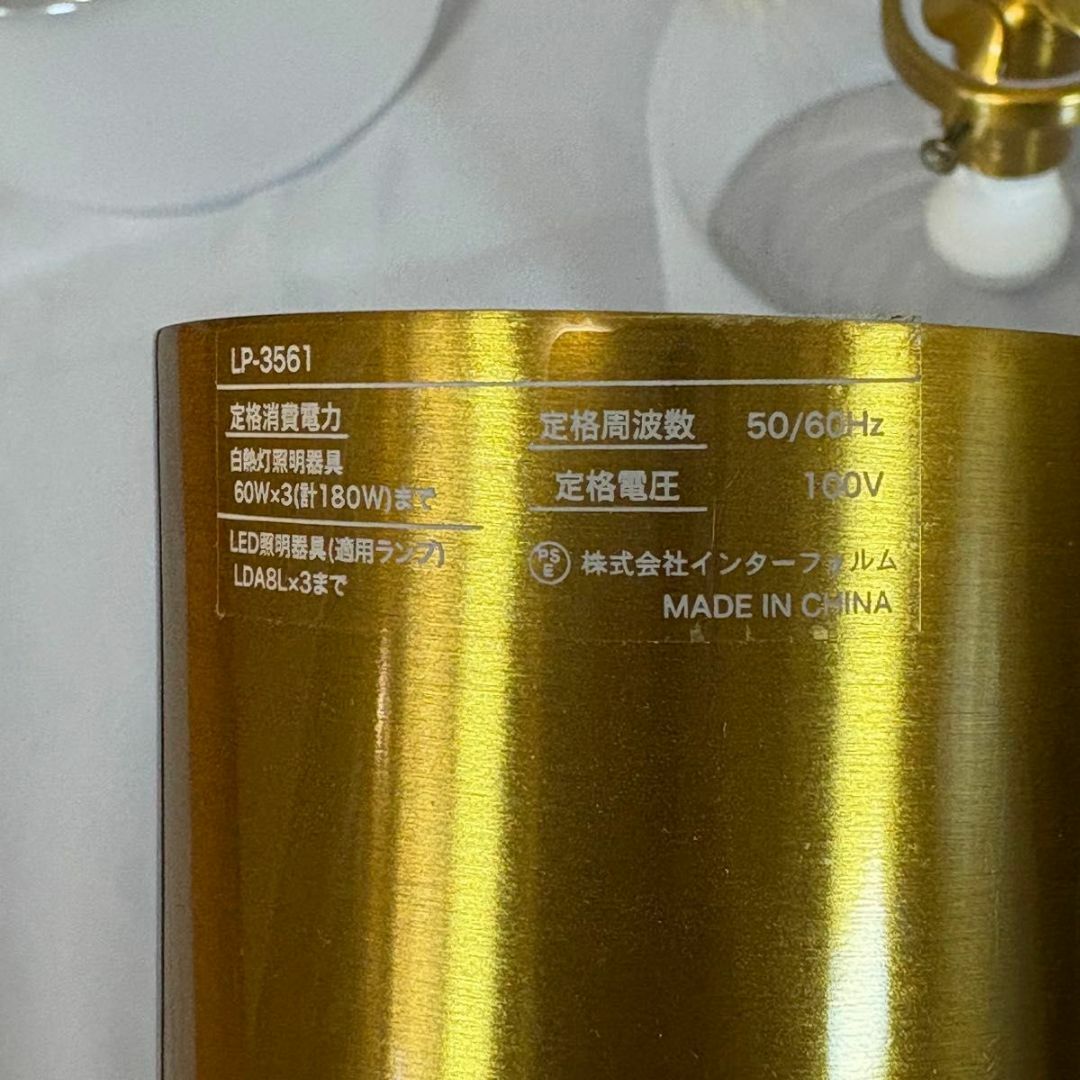 LP-3561
定格消費電力
白熱灯照明器具
60W×3(計180W)まで
LED照明器具(適用ランプ)
LDA8L×3まで
定格周波数 50/60Hz
定格電圧 100V
PSE 株式会社インターフォルム
MADE IN CHINA